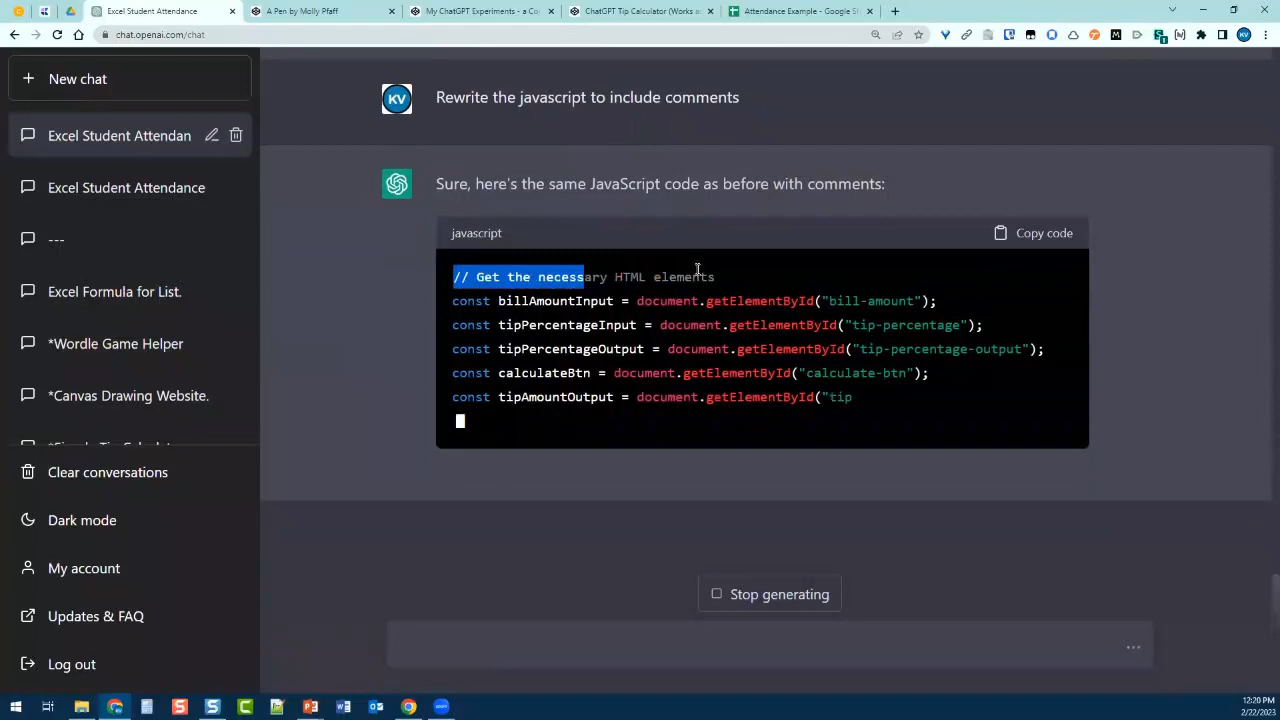 Excel Student Attendance
A Pen by Molly Pfaff
My ChatGPT Experiments - a Co
ChatGPT Tip Calculator (Works a
Attendance Example - Google Sh
chat.openai.com/chat
KV
New chat
Excel Student Attendan
Excel Student Attendance
---
Excel Formula for List.
*Wordle Game Helper
*Canvas Drawing Website.
Clear conversations
Dark mode
My account
Updates & FAQ
Log out
KV
Rewrite the javascript to include comments
Sure, here's the same JavaScript code as before with comments:
javascript
Copy code
// Get the necessary HTML elements
const billAmountInput = document.getElementById("bill-amount");
const tipPercentageInput = document.getElementById("tip-percentage");
const tipPercentageOutput = document.getElementById("tip-percentage-output");
const calculateBtn = document.getElementById("calculate-btn");
const tipAmountOutput = document.getElementById("tip
Stop generating
...
12:20 PM
2/22/2023